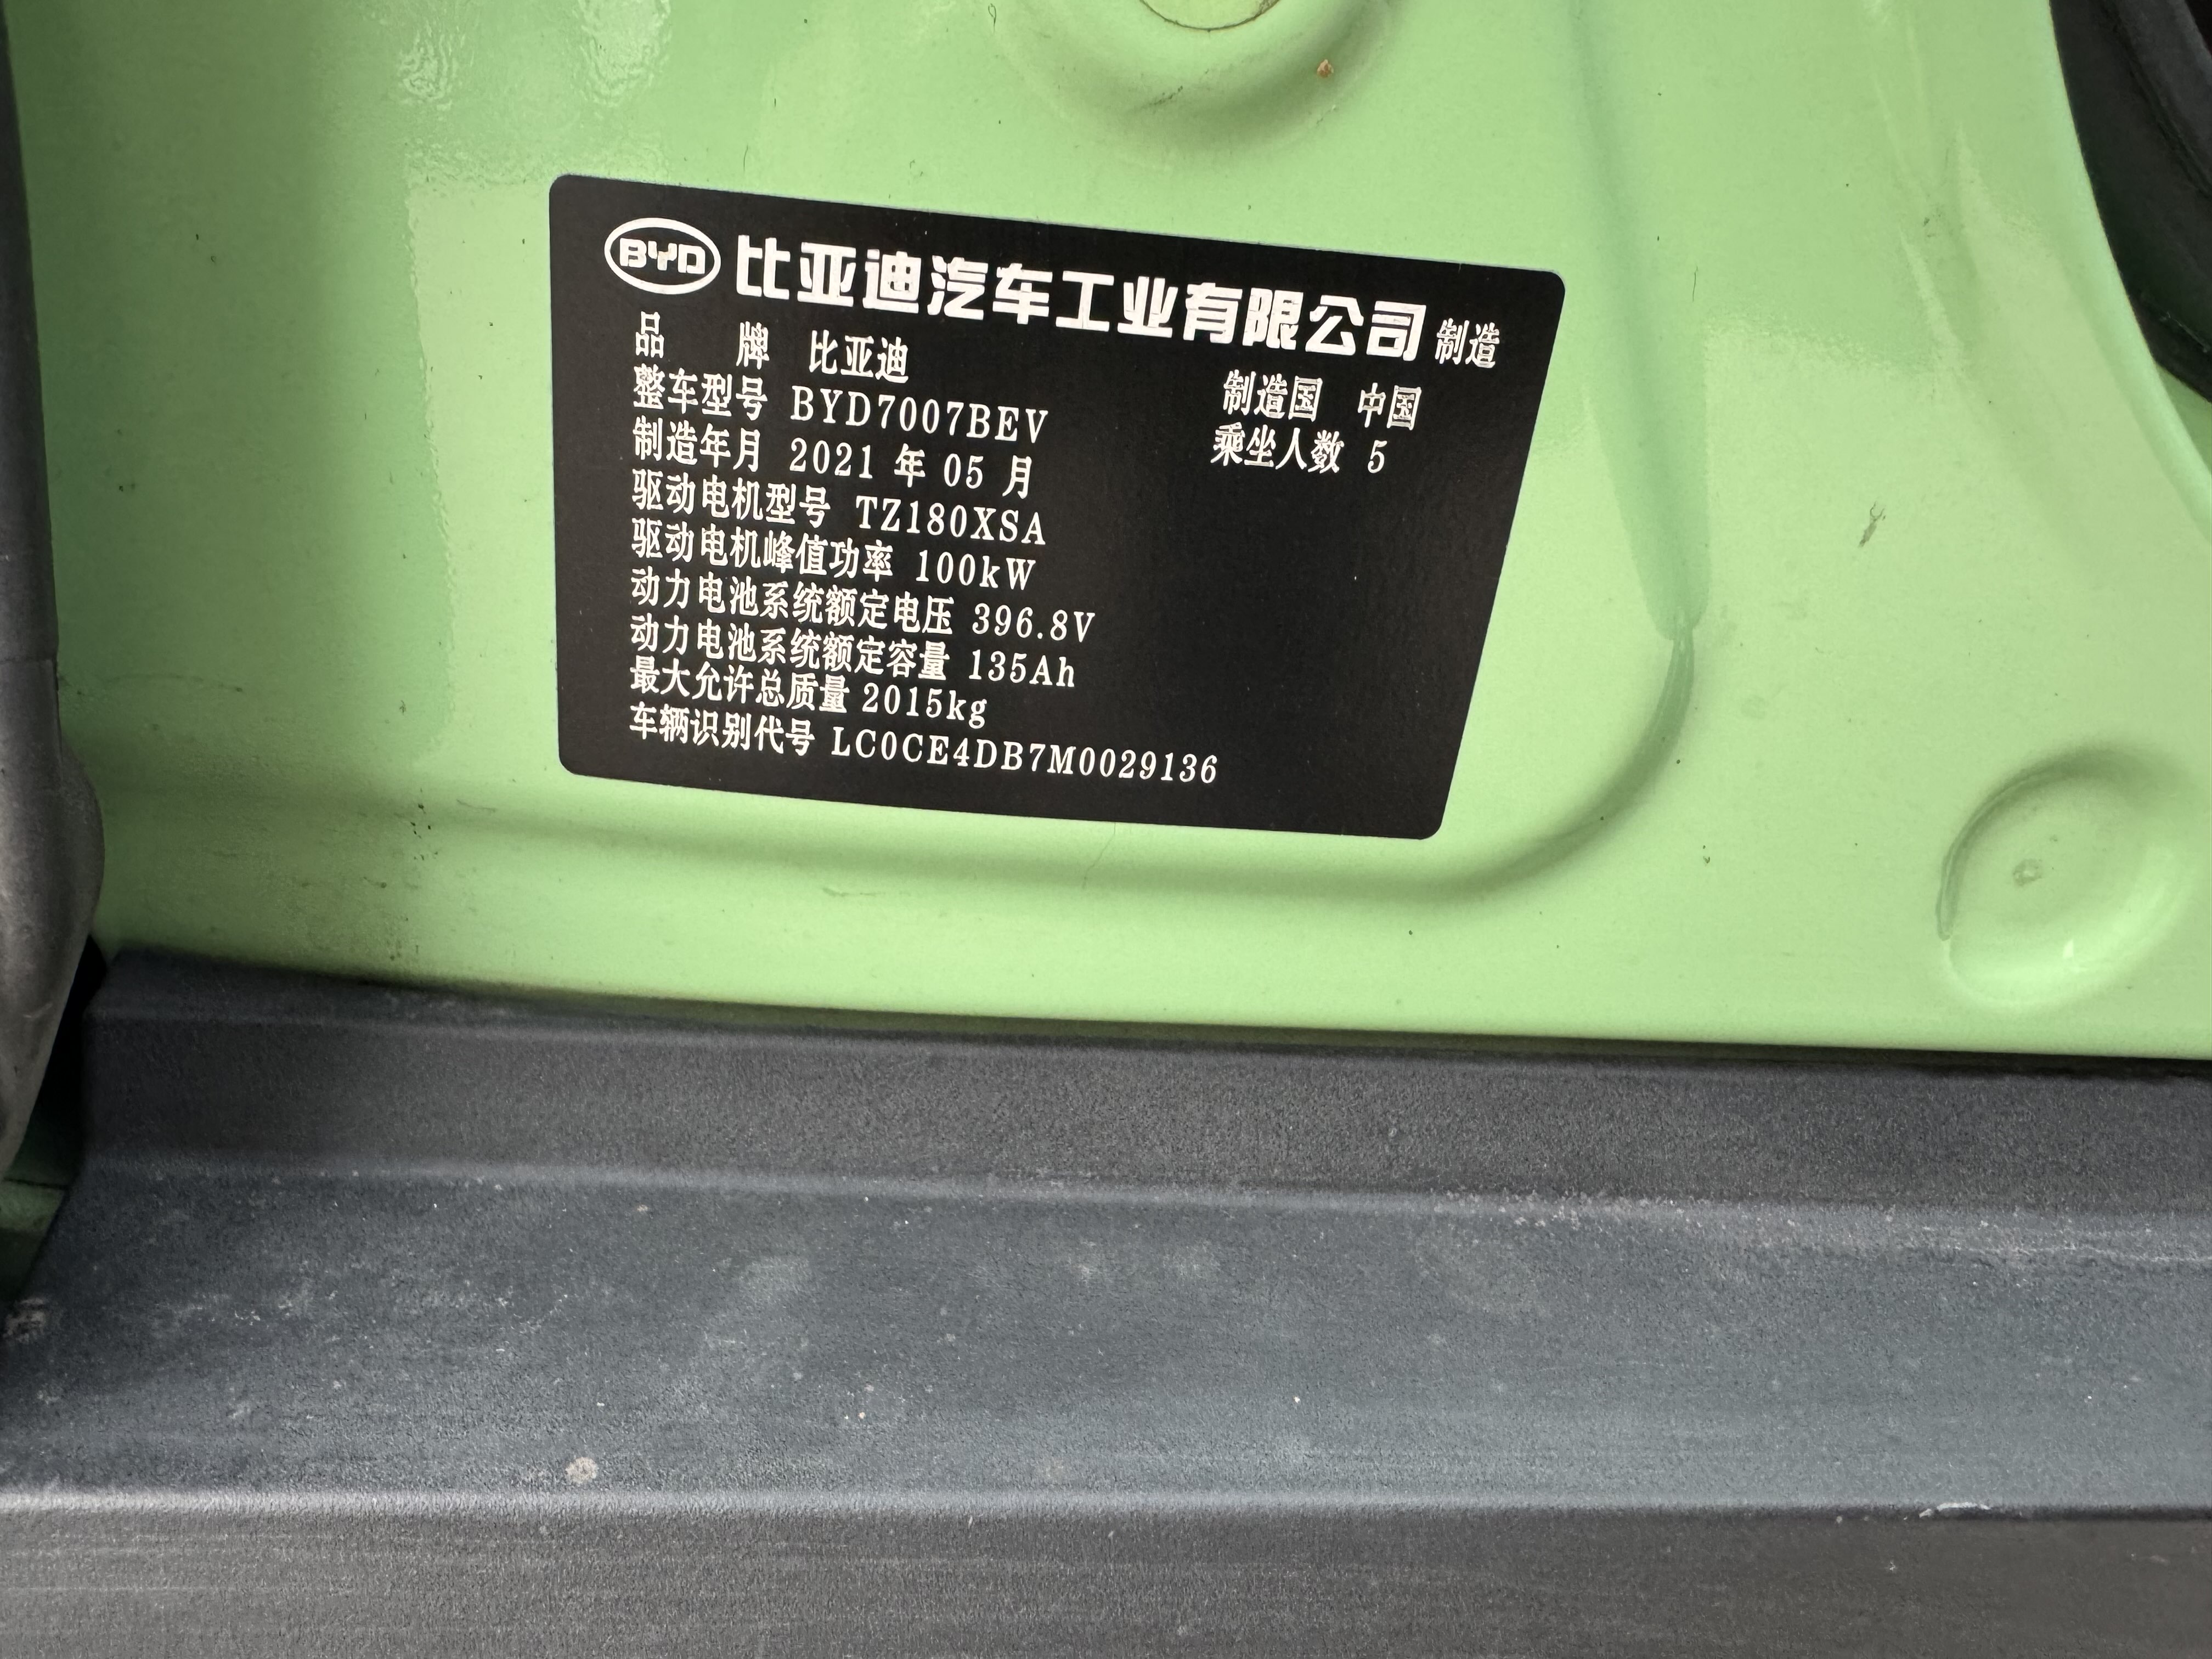 BYD 比亚迪汽车工业有限公司 制造
品 牌 比亚迪
制造国 中国
整车型号 BYD7007BEV
乘坐人数 5
制造年月 2021 年 05 月
驱动电机型号 TZ180XSA
驱动电机峰值功率 100kW
动力电池系统额定电压 396.8V
动力电池系统额定容量 135Ah
最大允许总质量 2015kg
车辆识别代号 LC0CE4DB7M0029136